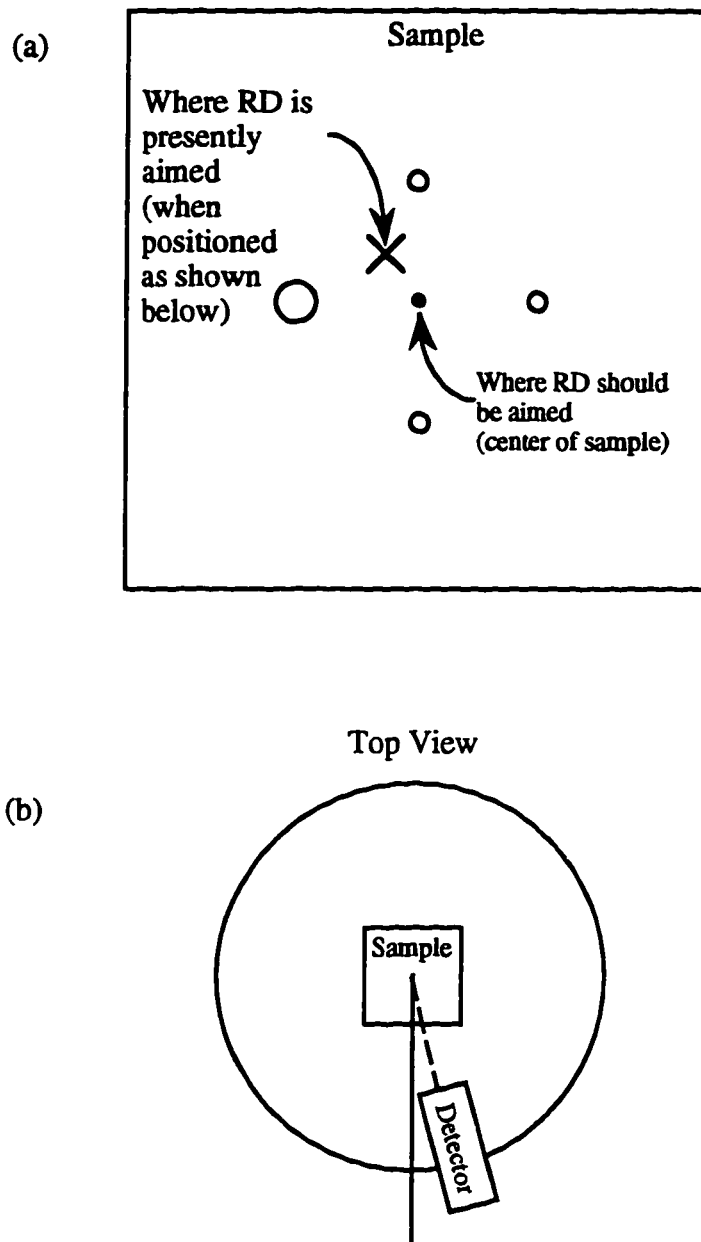 (a)
Sample
Where RD is
presently
aimed
(when
positioned
as shown
below)
Where RD should
be aimed
(center of sample)
Top View
(b)
Sample
Detector